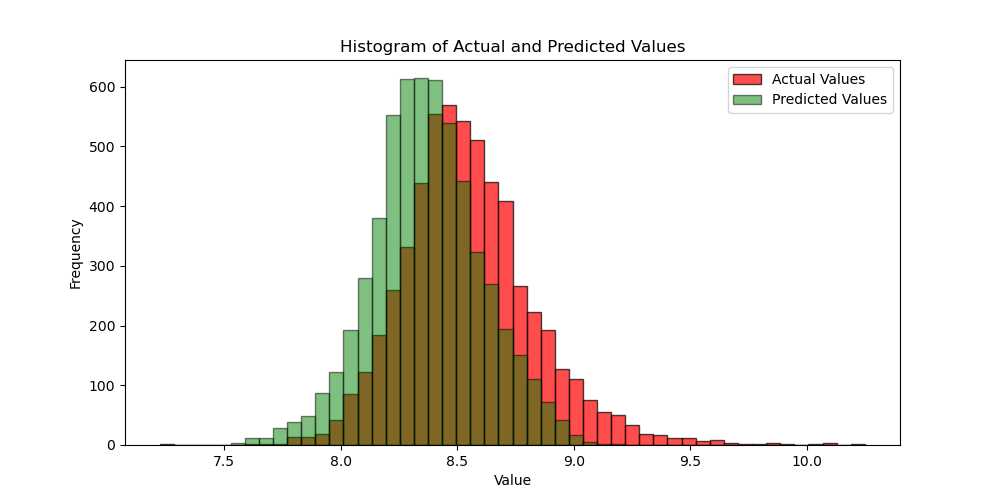 Histogram of Actual and Predicted Values
Actual Values
Predicted Values
Frequency
600
500
400
300
200
100
0
7.5 8.0 8.5 9.0 9.5 10.0
Value